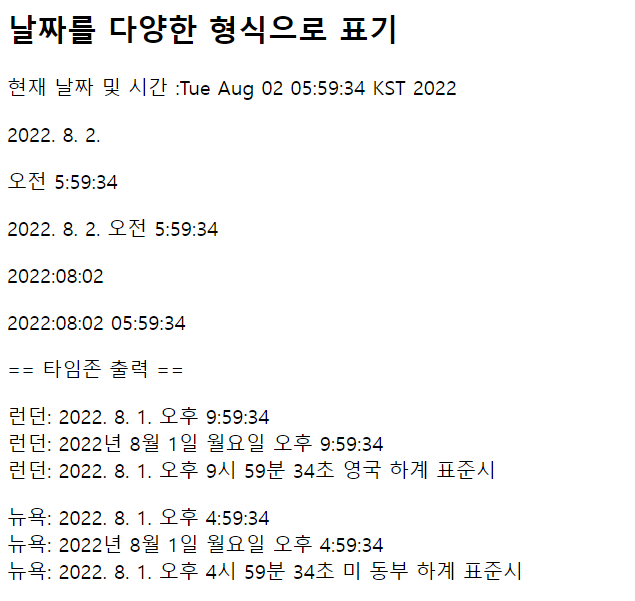 날짜를 다양한 형식으로 표기
현재 날짜 및 시간 :Tue Aug 02 05:59:34 KST 2022
2022. 8. 2.
오전 5:59:34
2022. 8. 2. 오전 5:59:34
2022:08:02
2022:08:02 05:59:34
== 타임존 출력 ==
런던: 2022. 8. 1. 오후 9:59:34
런던: 2022년 8월 1일 월요일 오후 9:59:34
런던: 2022. 8. 1. 오후 9시 59분 34초 영국 하계 표준시
뉴욕: 2022. 8. 1. 오후 4:59:34
뉴욕: 2022년 8월 1일 월요일 오후 4:59:34
뉴욕: 2022. 8. 1. 오후 4시 59분 34초 미 동부 하계 표준시